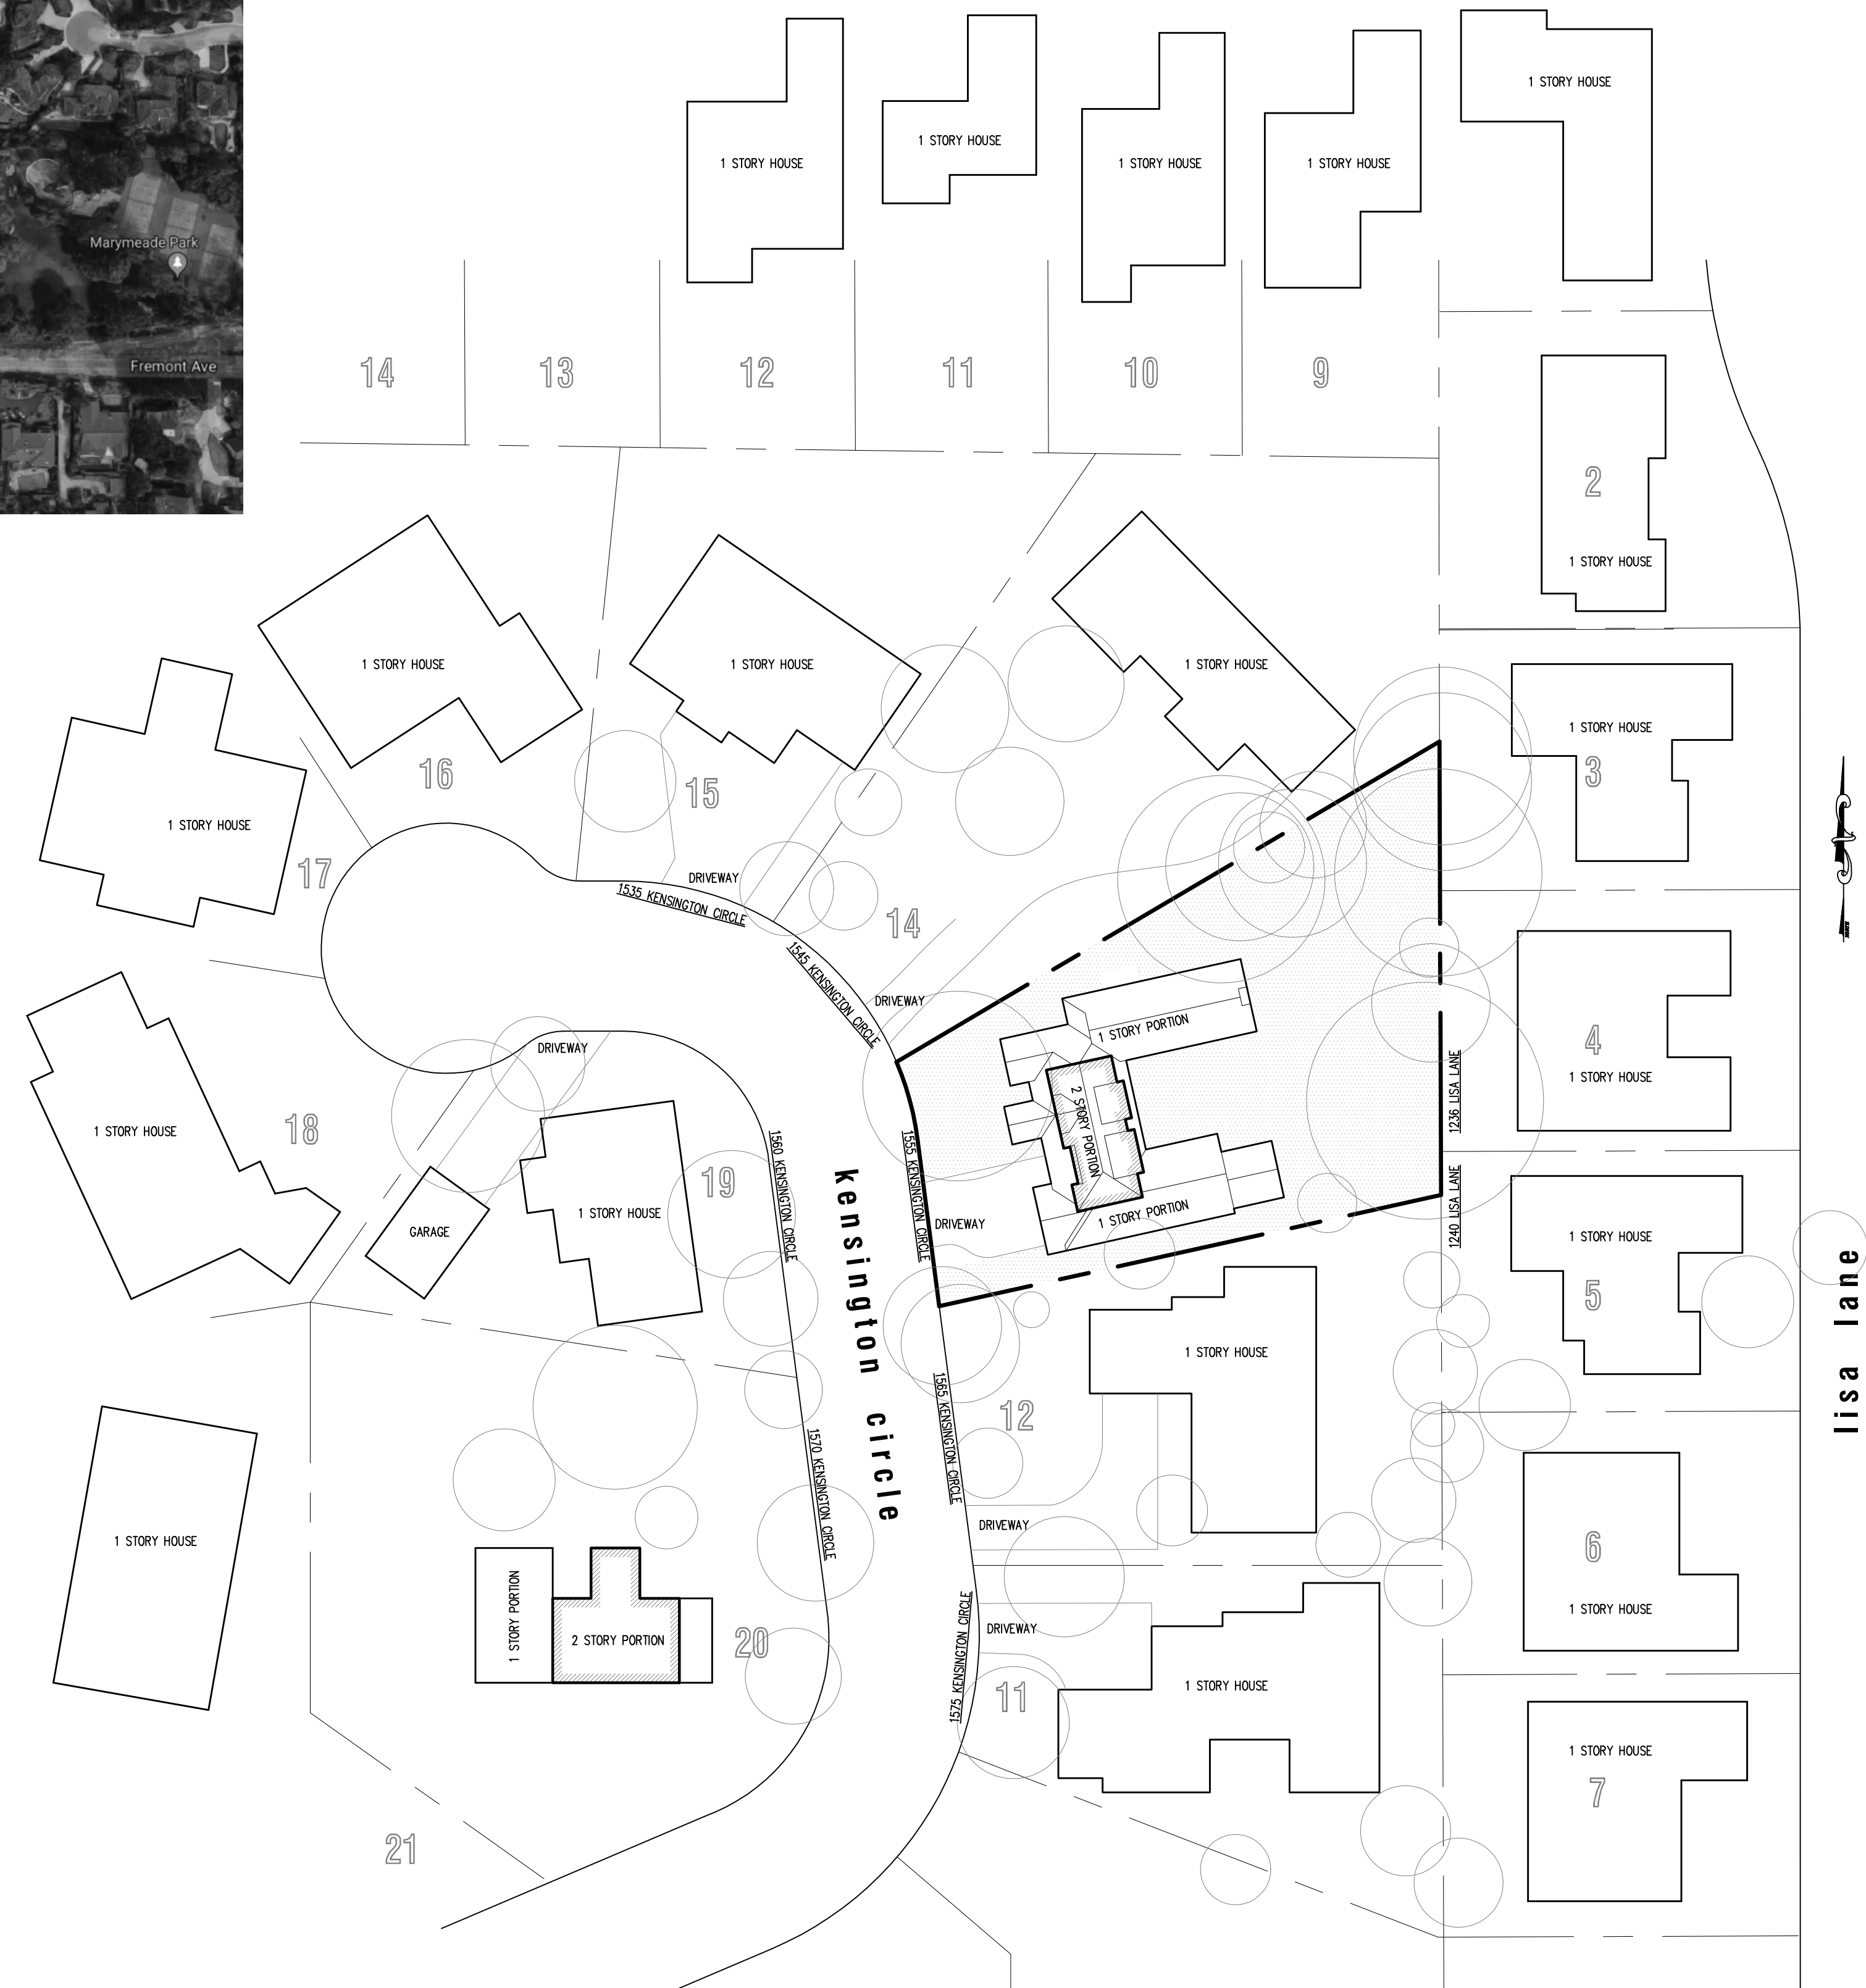 1 STORY HOUSE
1 STORY HOUSE
1 STORY HOUSE
1 STORY HOUSE
1 STORY HOUSE
Marymeade Park
Fremont Ave
14
13
12
11
10
9
2
1 STORY HOUSE
1 STORY HOUSE
16
1 STORY HOUSE
15
1 STORY HOUSE
1 STORY HOUSE
3
1 STORY HOUSE
17
DRIVEWAY
1535 KENSINGTON CIRCLE
14
1545 KENSINGTON CIRCLE
DRIVEWAY
1 STORY PORTION
2 STORY PORTION
1 STORY PORTION
4
1 STORY HOUSE
1236 LISA LANE
1240 LISA LANE
DRIVEWAY
1 STORY HOUSE
18
GARAGE
1 STORY HOUSE
19
1560 KENSINGTON CIRCLE
kensington circle
1555 KENSINGTON CIRCLE
DRIVEWAY
1 STORY HOUSE
5
lisa lane
1 STORY HOUSE
12
1565 KENSINGTON CIRCLE
1570 KENSINGTON CIRCLE
DRIVEWAY
1 STORY HOUSE
1 STORY PORTION
2 STORY PORTION
20
6
1 STORY HOUSE
1575 KENSINGTON CIRCLE
DRIVEWAY
11
1 STORY HOUSE
1 STORY HOUSE
7
21